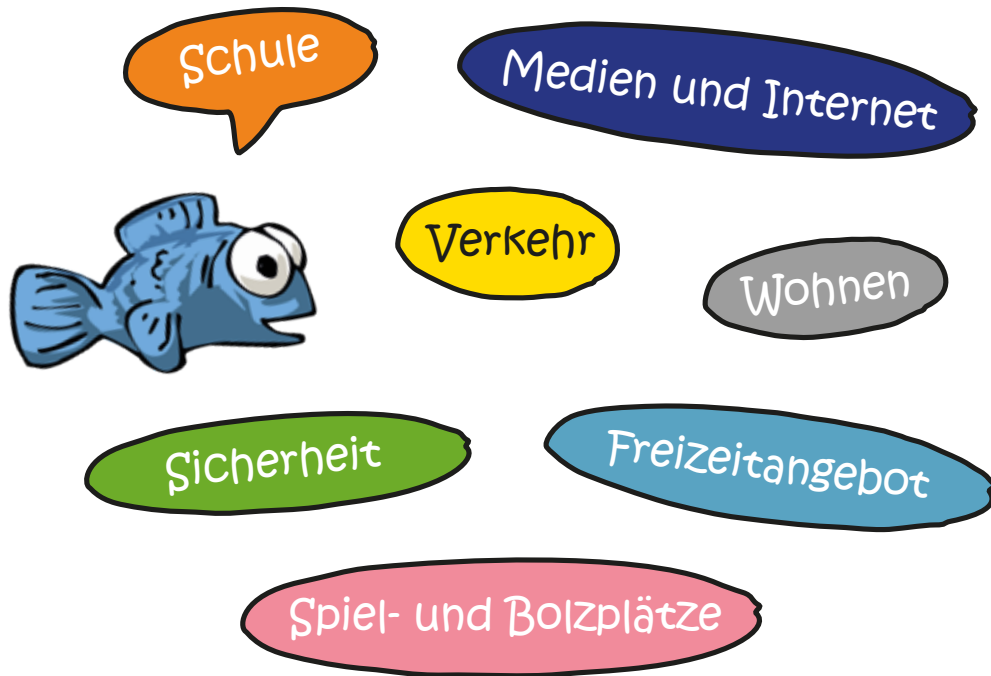 Schule
Medien und Internet
Verkehr
Wohnen
Sicherheit
Freizeitangebot
Spiel- und Bolzplätze